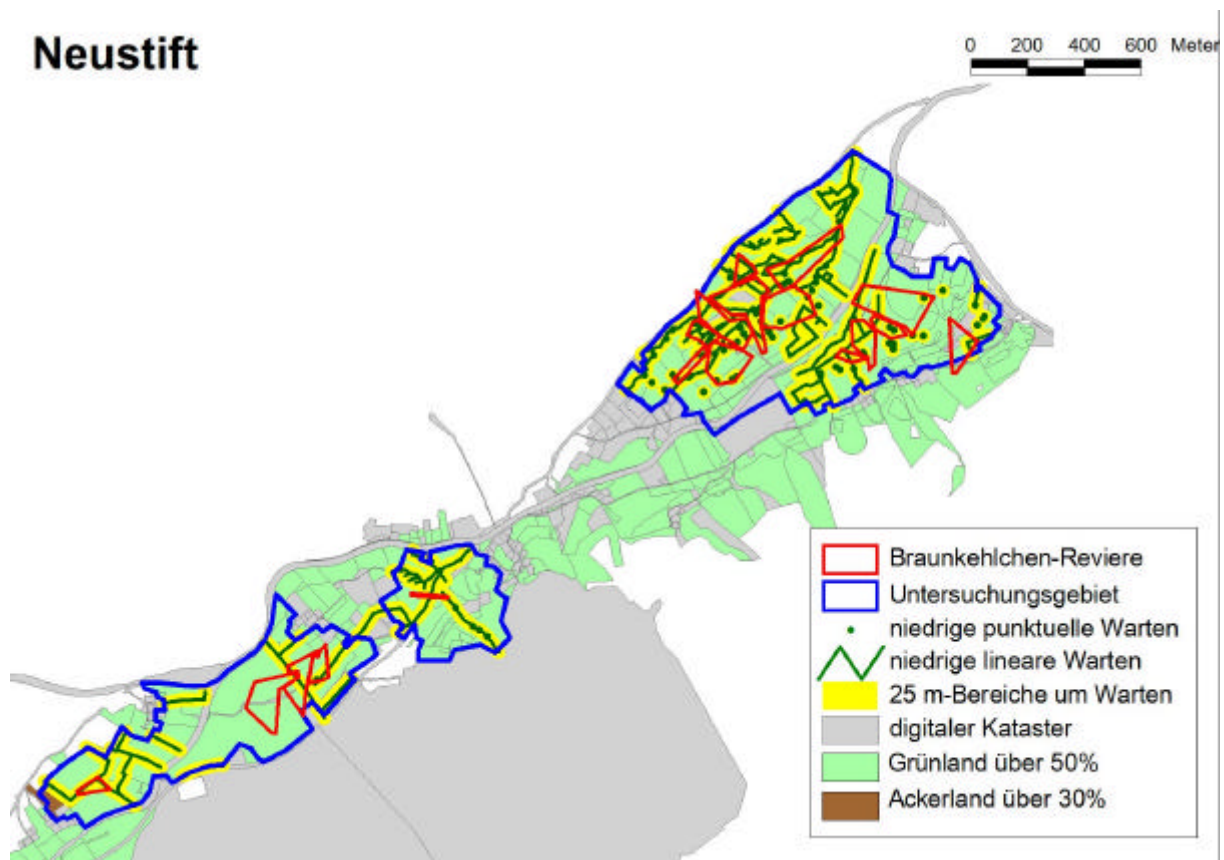 Neustift
0 200 400 600 Meter
Braunkehlchen-Reviere
Untersuchungsgebiet
niedrige punktuelle Warten
niedrige lineare Warten
25 m-Bereiche um Warten
digitaler Kataster
Grünland über 50%
Ackerland über 30%